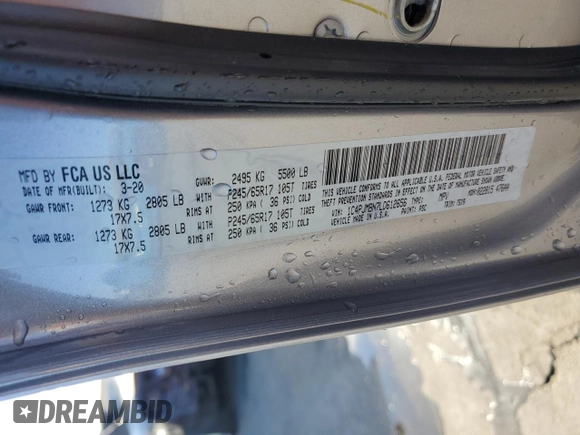 MFD BY FCA US LLC
DATE OF MFR(BUILT): 3-20
GVWR: 2495 KG 5500 LB
GAWR FRONT: 1273 KG 2805 LB WITH P245/65R17 105T TIRES
17X7.5 RIMS AT 250 KPA ( 36 PSI) COLD
GAWR REAR: 1273 KG 2805 LB WITH P245/65R17 105T TIRES
17X7.5 RIMS AT 250 KPA ( 36 PSI) COLD
THIS VEHICLE CONFORMS TO ALL APPLICABLE U.S.A. FEDERAL MOTOR VEHICLE SAFETY AND
THEFT PREVENTION STANDARDS IN EFFECT ON THE DATE OF MANUFACTURE SHOWN ABOVE.
TYPE: MPV
VEHICLE MADE IN U.S.A. PAINT: PSC
DREAMBID